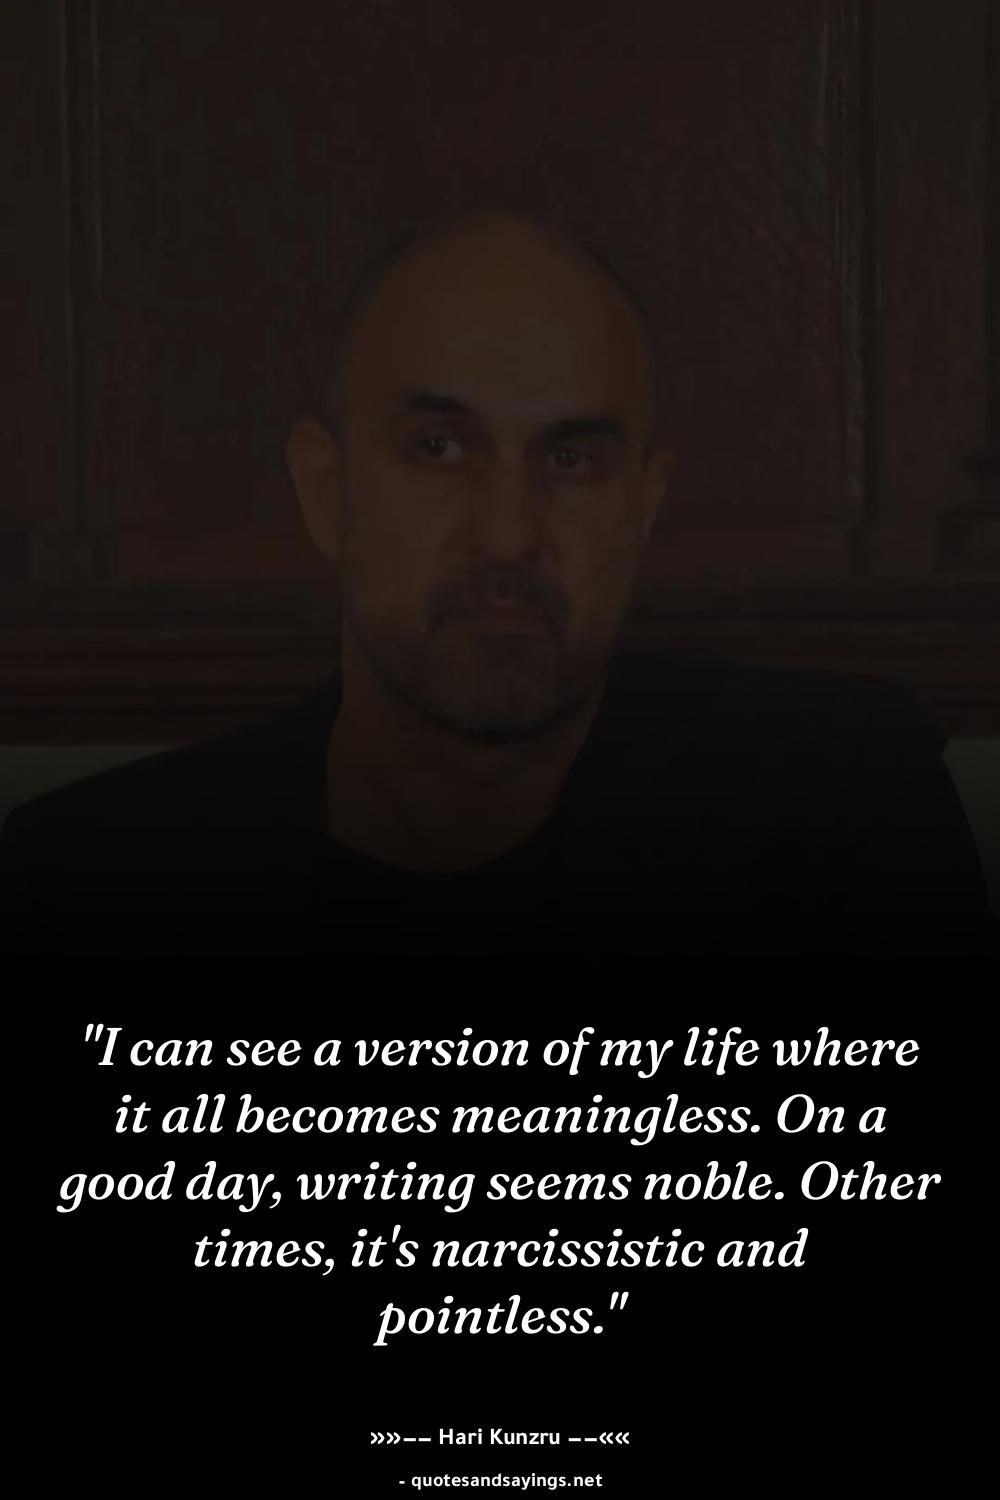 "I can see a version of my life where
it all becomes meaningless. On a
good day, writing seems noble. Other
times, it's narcissistic and
pointless."
»»−− Hari Kunzru −−««
- quotesandsayings.net